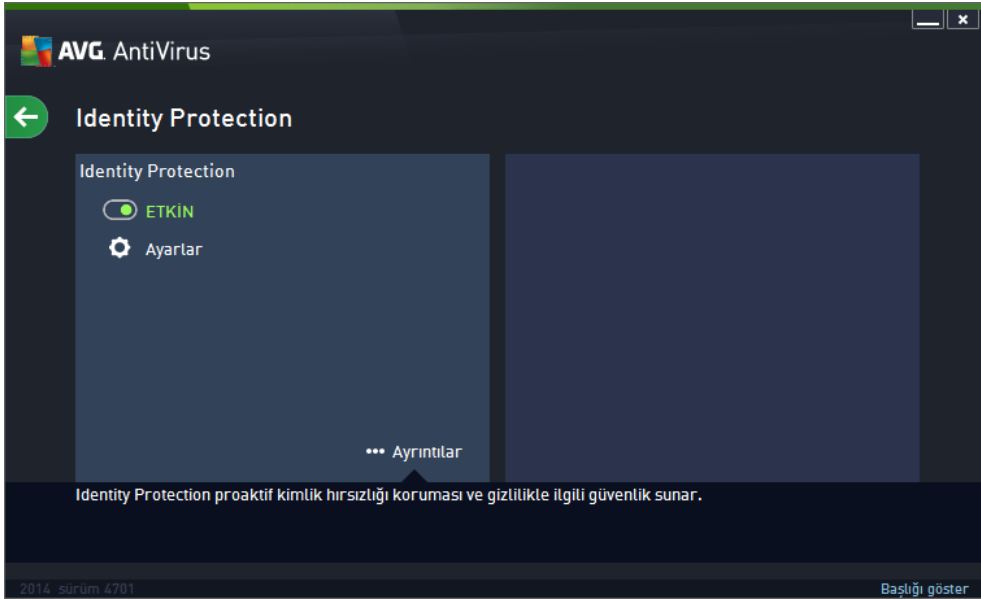 AVG AntiVirus
Identity Protection
Identity Protection
ETKİN
Ayarlar
Ayrıntılar
Identity Protection proaktif kimlik hırsızlığı koruması ve gizlilikle ilgili güvenlik sunar.
2014 sürüm 4701
Başlığı göster